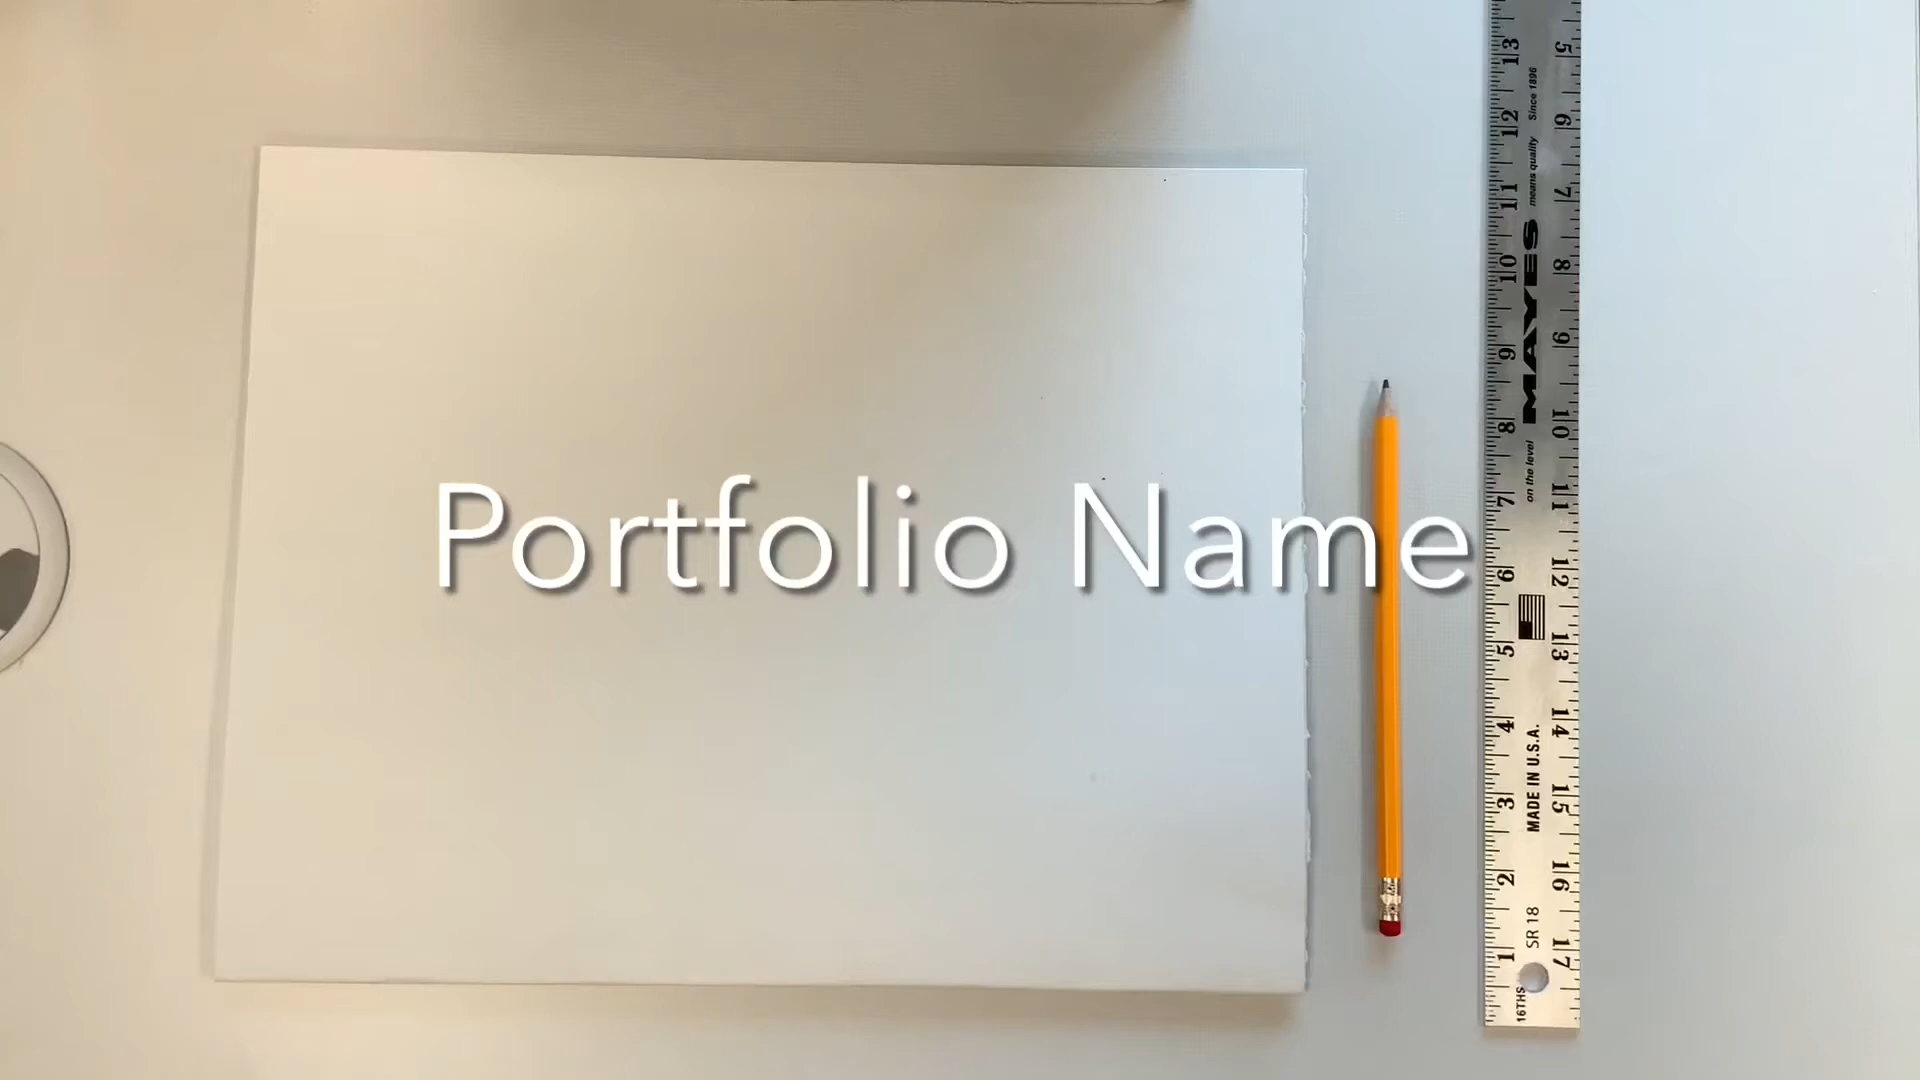 Portfolio Name
13 12 11 10 9 8 7 6 5 4 3 2 1
Since 1896
means quality
MAYES
on the level
MADE IN U.S.A.
SR 18
16THS
5 6 7 8 9 10 11 12 13 14 15 16 17